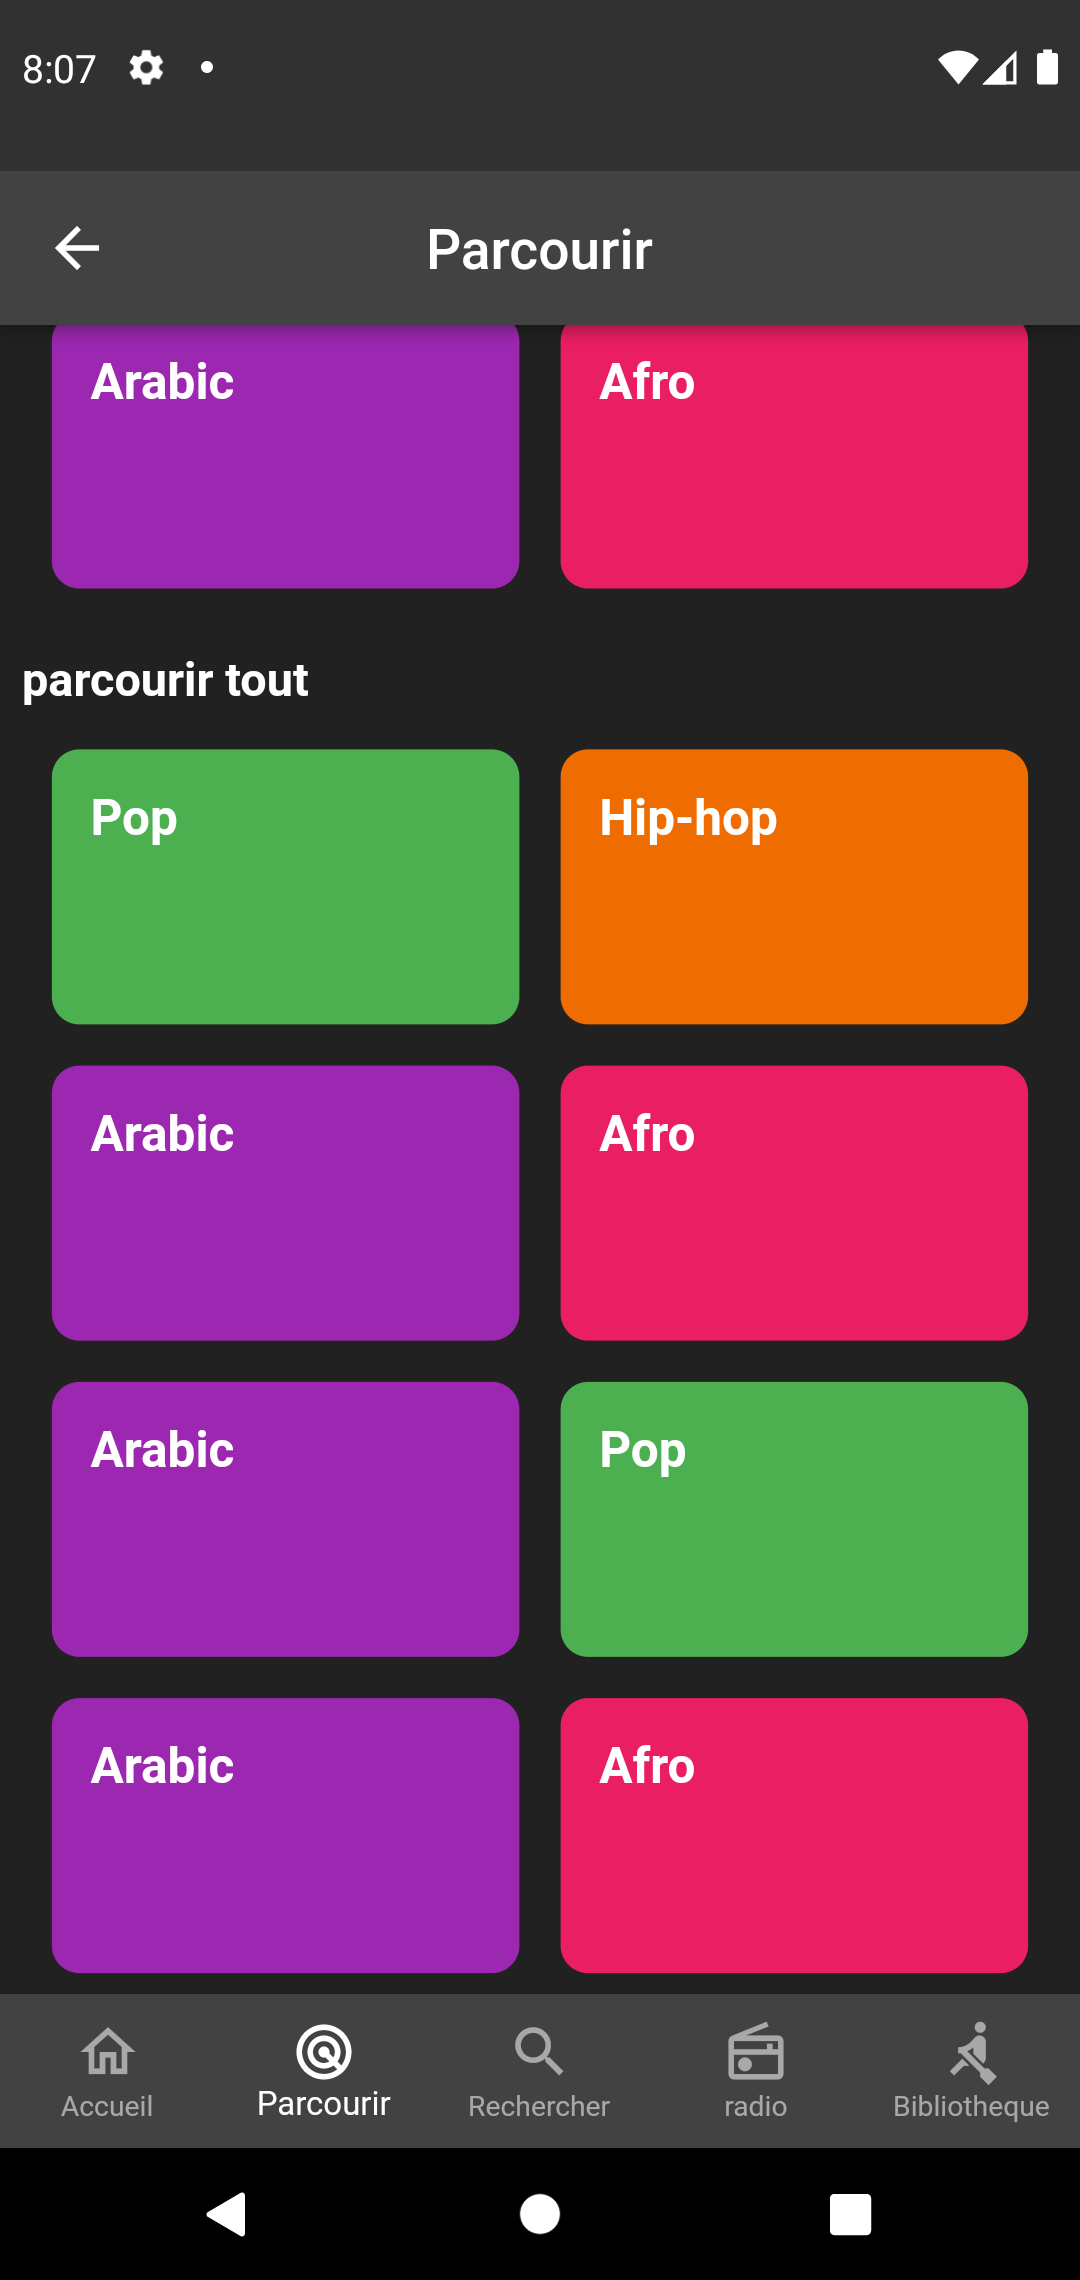 8:07
Parcourir
Arabic
Afro
parcourir tout
Pop
Hip-hop
Arabic
Afro
Arabic
Pop
Arabic
Afro
Accueil
Parcourir
Rechercher
radio
Bibliotheque